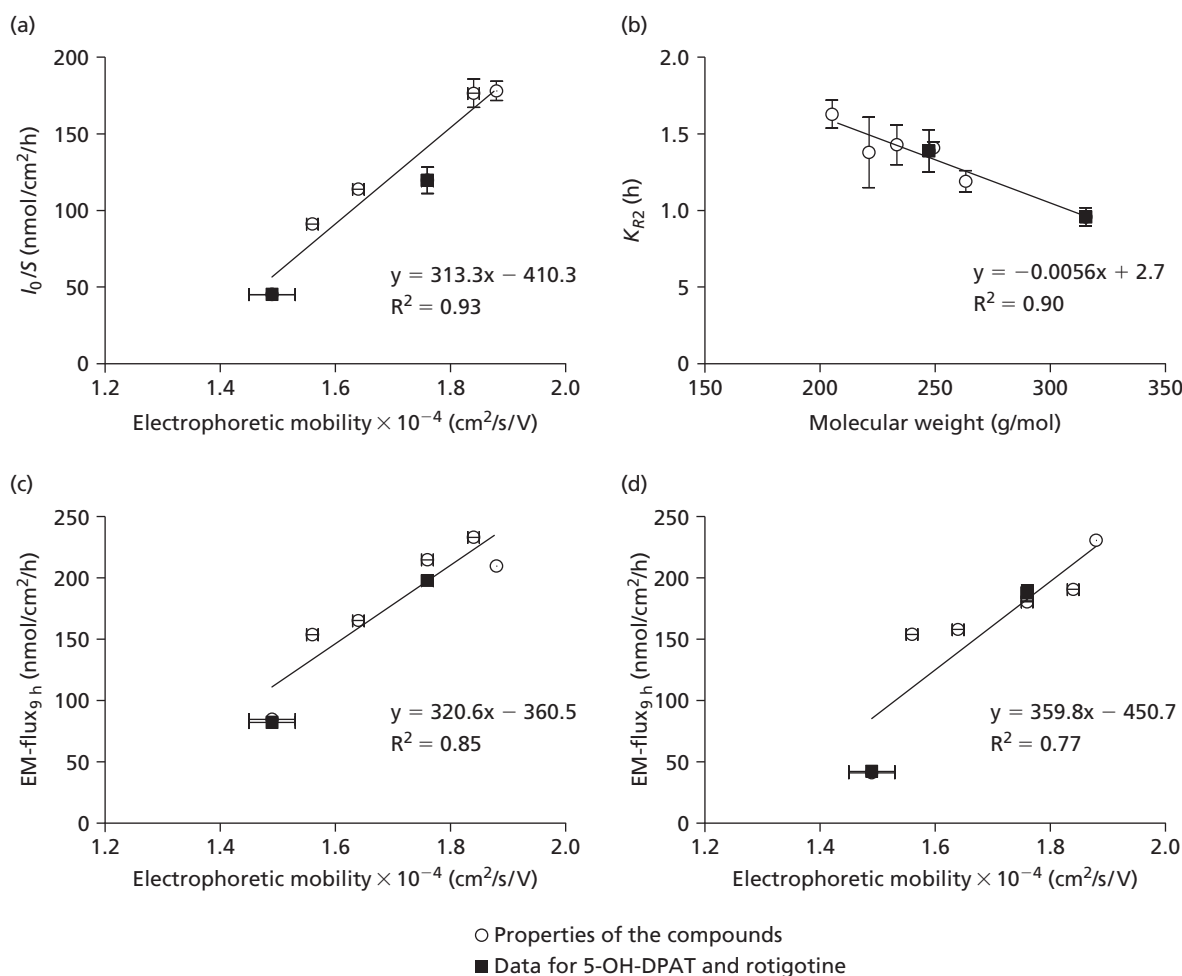 (a)
200
150
100
50
0
1.2
1.4
1.6
1.8
2.0
I₀/S (nmol/cm²/h)
Electrophoretic mobility × 10⁻⁴ (cm²/s/V)
y = 313.3x − 410.3
R² = 0.93
(b)
2.0
1.5
1.0
5
0
150
200
250
300
350
K_R2 (h)
Molecular weight (g/mol)
y = −0.0056x + 2.7
R² = 0.90
(c)
250
200
150
100
50
0
1.2
1.4
1.6
1.8
2.0
EM-flux₉ ₕ (nmol/cm²/h)
Electrophoretic mobility × 10⁻⁴ (cm²/s/V)
y = 320.6x − 360.5
R² = 0.85
(d)
250
200
150
100
50
0
1.2
1.4
1.6
1.8
2.0
EM-flux₉ ₕ (nmol/cm²/h)
Electrophoretic mobility × 10⁻⁴ (cm²/s/V)
y = 359.8x − 450.7
R² = 0.77
Properties of the compounds
Data for 5-OH-DPAT and rotigotine